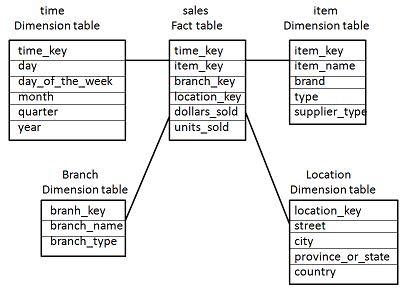 time
Dimension table
time_key
day
day_of_the_week
month
quarter
year
sales
Fact table
time_key
item_key
branch_key
location_key
dollars_sold
units_sold
item
Dimension table
item_key
item_name
brand
type
supplier_type
Branch
Dimension table
branh_key
branch_name
branch_type
Location
Dimension table
location_key
street
city
province_or_state
country